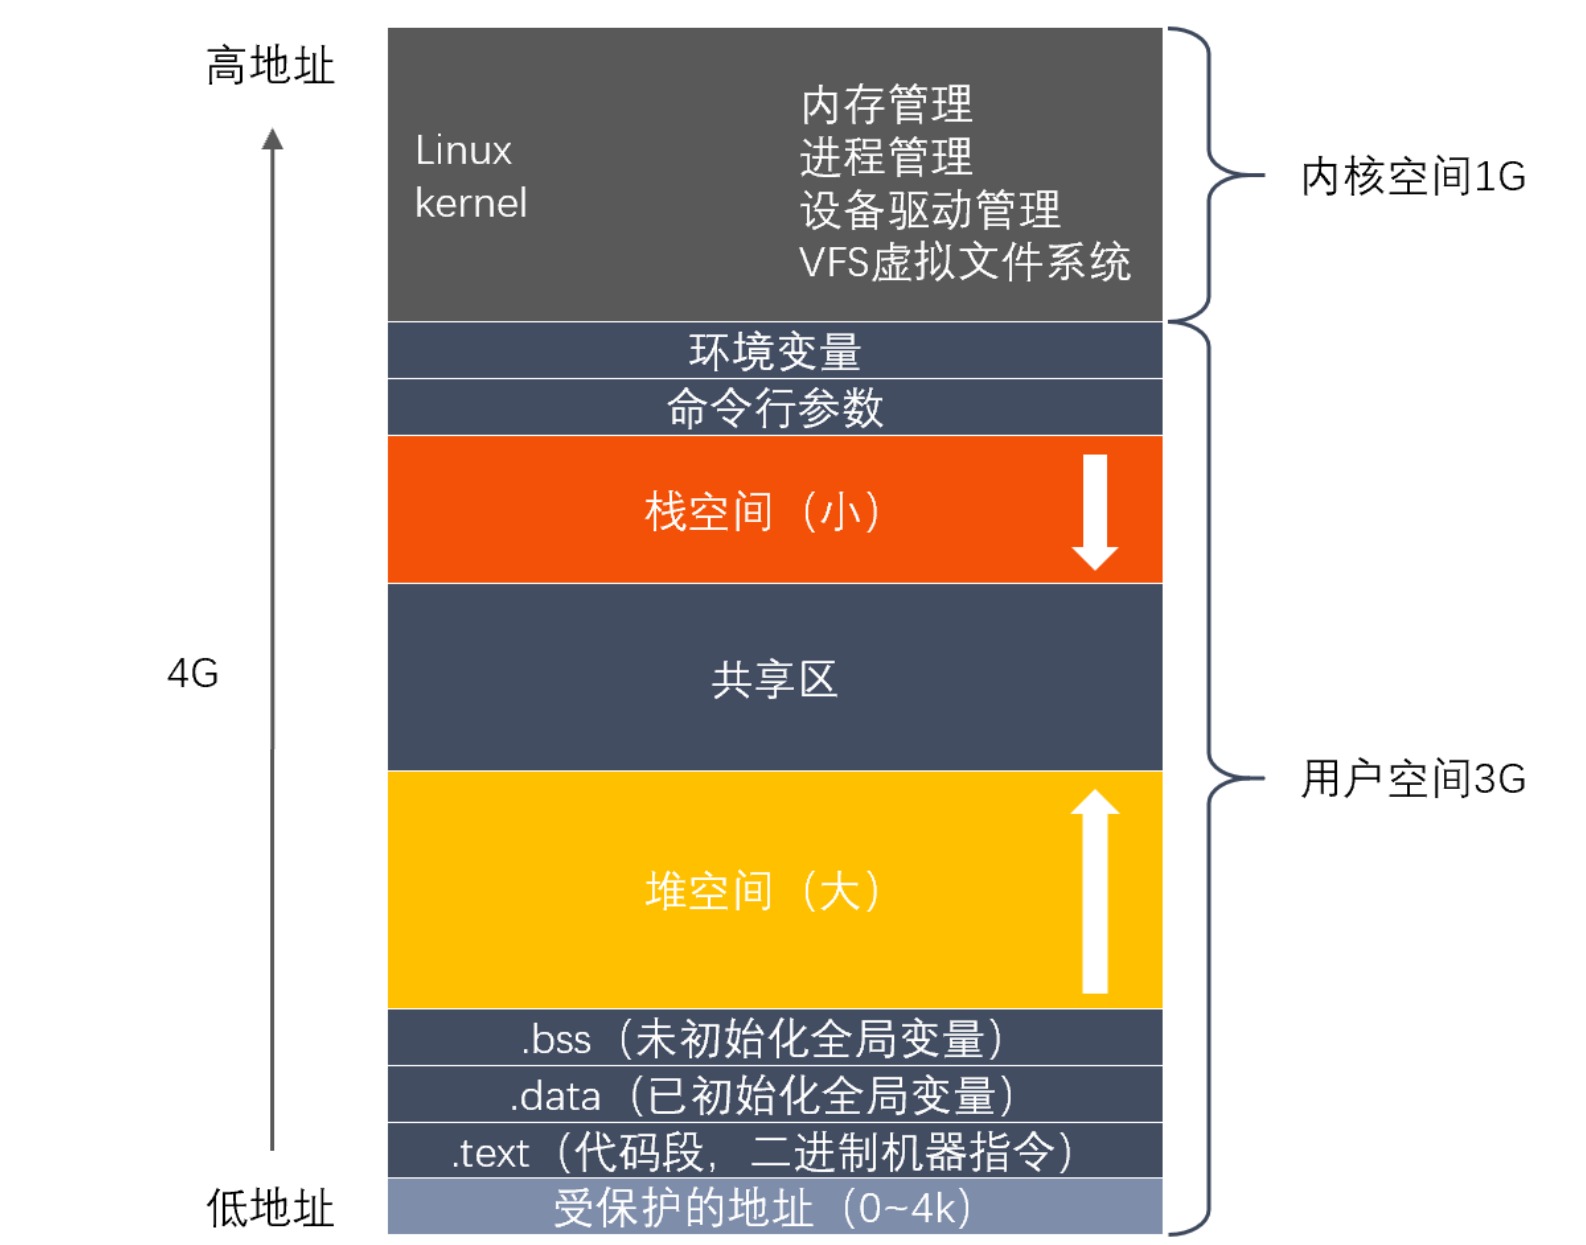 高地址
Linux
kernel
内存管理
进程管理
设备驱动管理
VFS虚拟文件系统
内核空间1G
环境变量
命令行参数
栈空间（小）
4G
共享区
用户空间3G
堆空间（大）
.bss（未初始化全局变量）
.data（已初始化全局变量）
.text（代码段，二进制机器指令）
低地址
受保护的地址（0~4k）